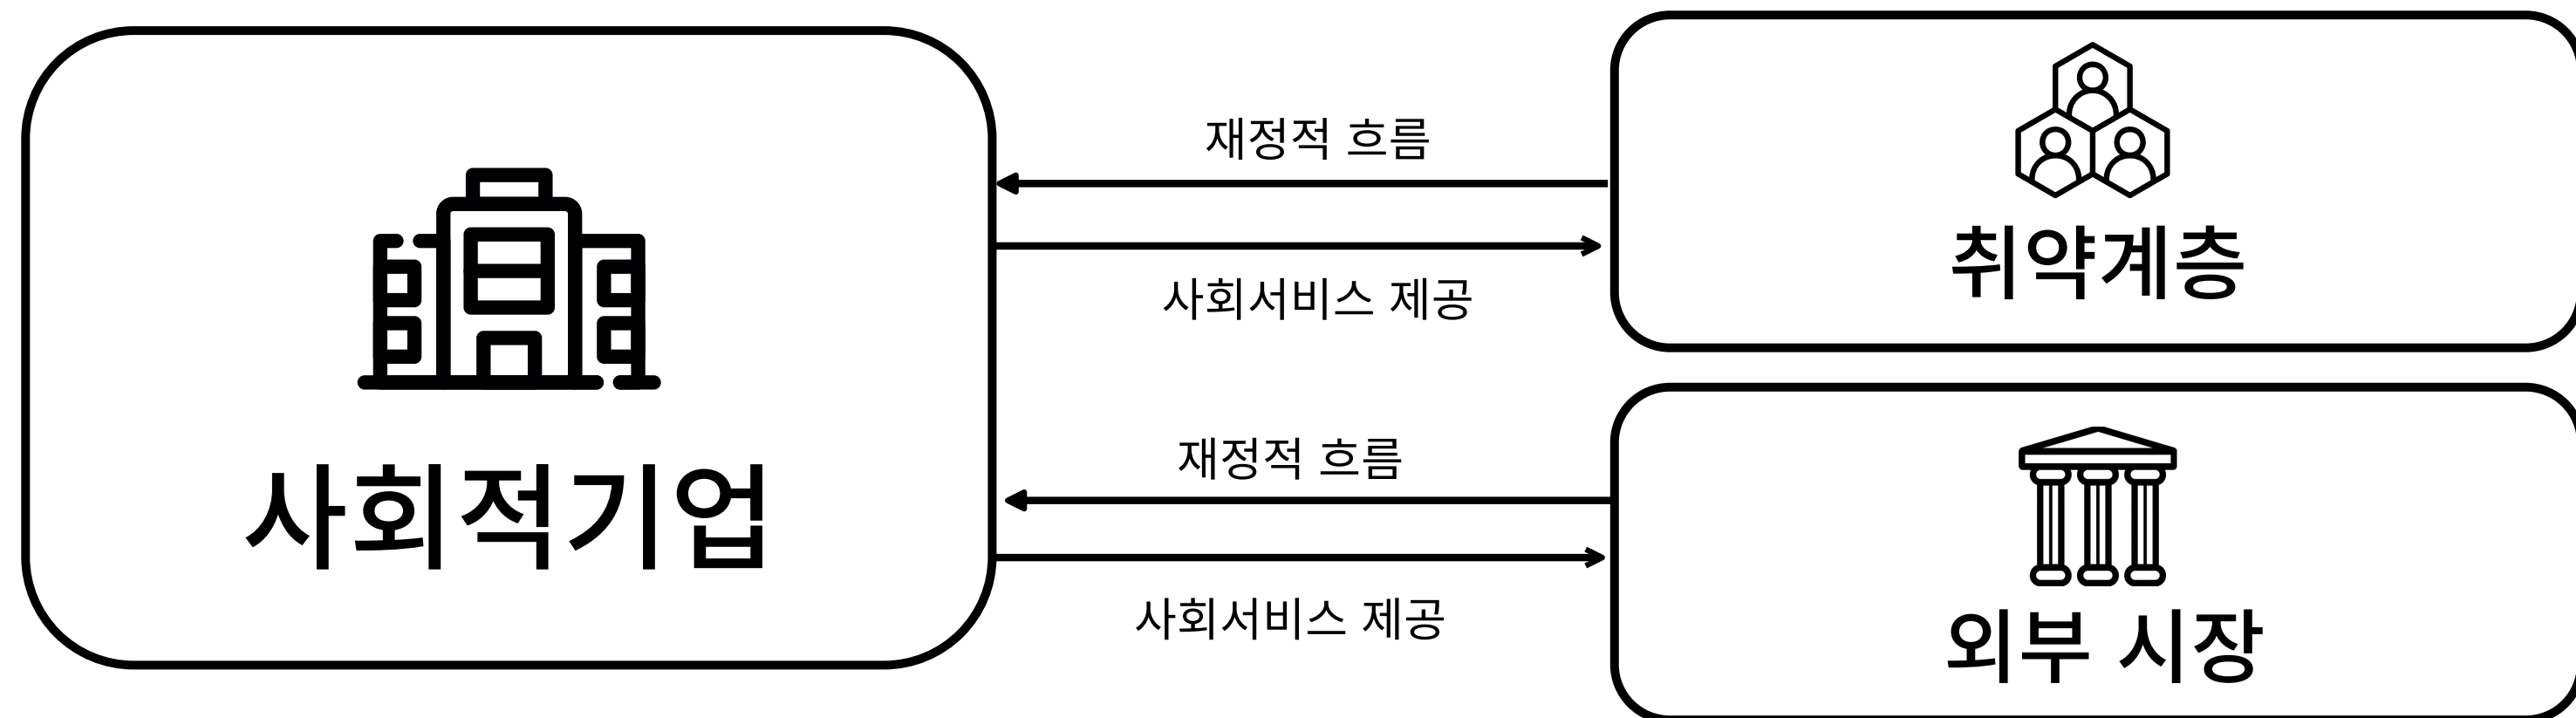 사회적기업
재정적 흐름
사회서비스 제공
취약계층
재정적 흐름
사회서비스 제공
외부 시장